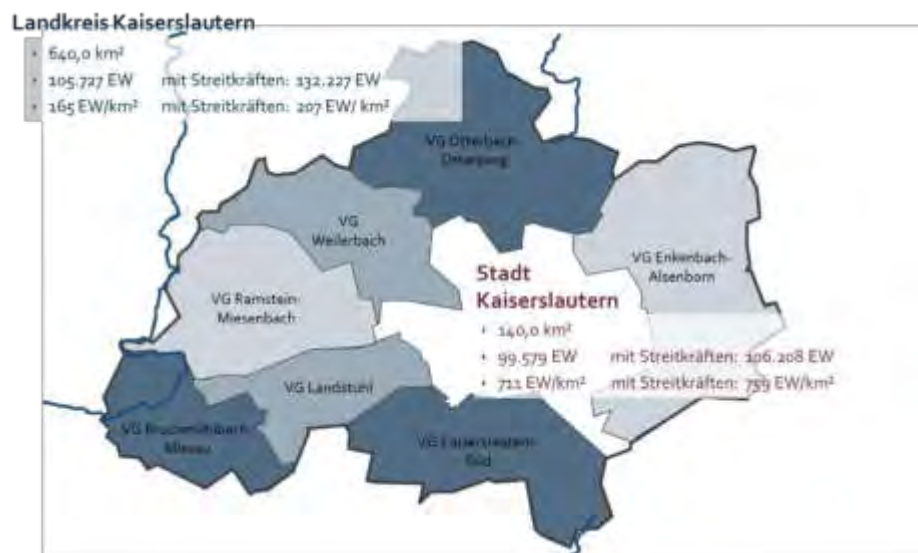 Landkreis Kaiserslautern
640,0 km²
105.727 EW mit Streitkräften: 132.227 EW
165 EW/km² mit Streitkräften: 207 EW/ km²
VG Otterbach-
Otterberg
VG
Weilerbach
VG Enkenbach-
Alsenborn
Stadt
Kaiserslautern
140,0 km²
99.579 EW mit Streitkräften: 106.208 EW
711 EW/km² mit Streitkräften: 759 EW/km²
VG Ramstein-
Miesenbach
VG Landstuhl
VG Bruchmühlbach-
Miesau
VG Kaiserslautern-
Süd